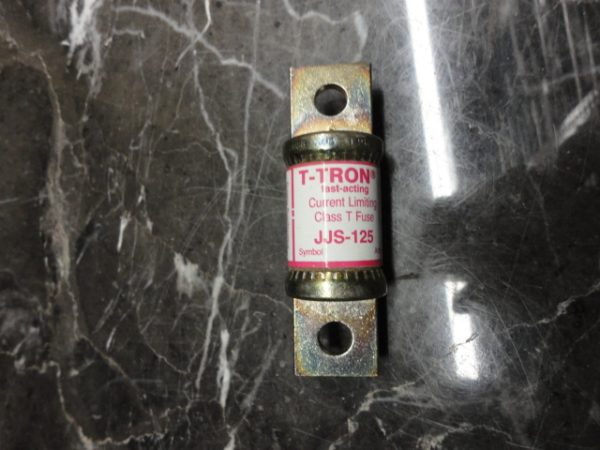 T-TRON®
fast-acting
Current Limiting
Class T Fuse
JJS-125
Symbol